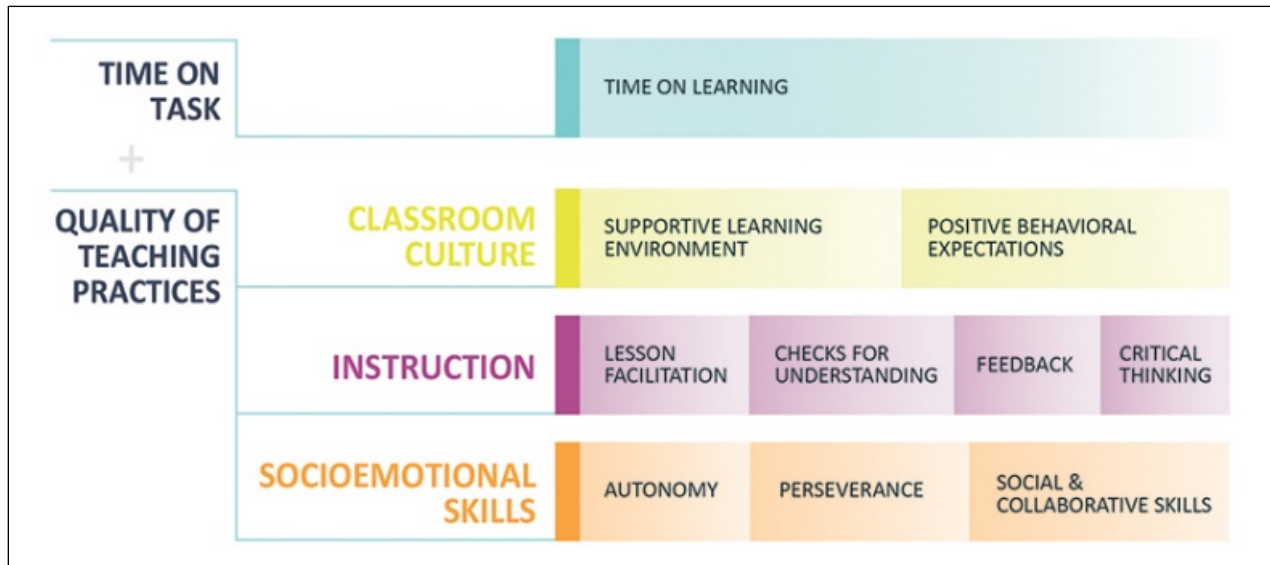 TIME ON
TASK
TIME ON LEARNING
+
QUALITY OF
TEACHING
PRACTICES
CLASSROOM
CULTURE
SUPPORTIVE LEARNING
ENVIRONMENT
POSITIVE BEHAVIORAL
EXPECTATIONS
INSTRUCTION
LESSON
FACILITATION
CHECKS FOR
UNDERSTANDING
FEEDBACK
CRITICAL
THINKING
SOCIOEMOTIONAL
SKILLS
AUTONOMY
PERSEVERANCE
SOCIAL &
COLLABORATIVE SKILLS